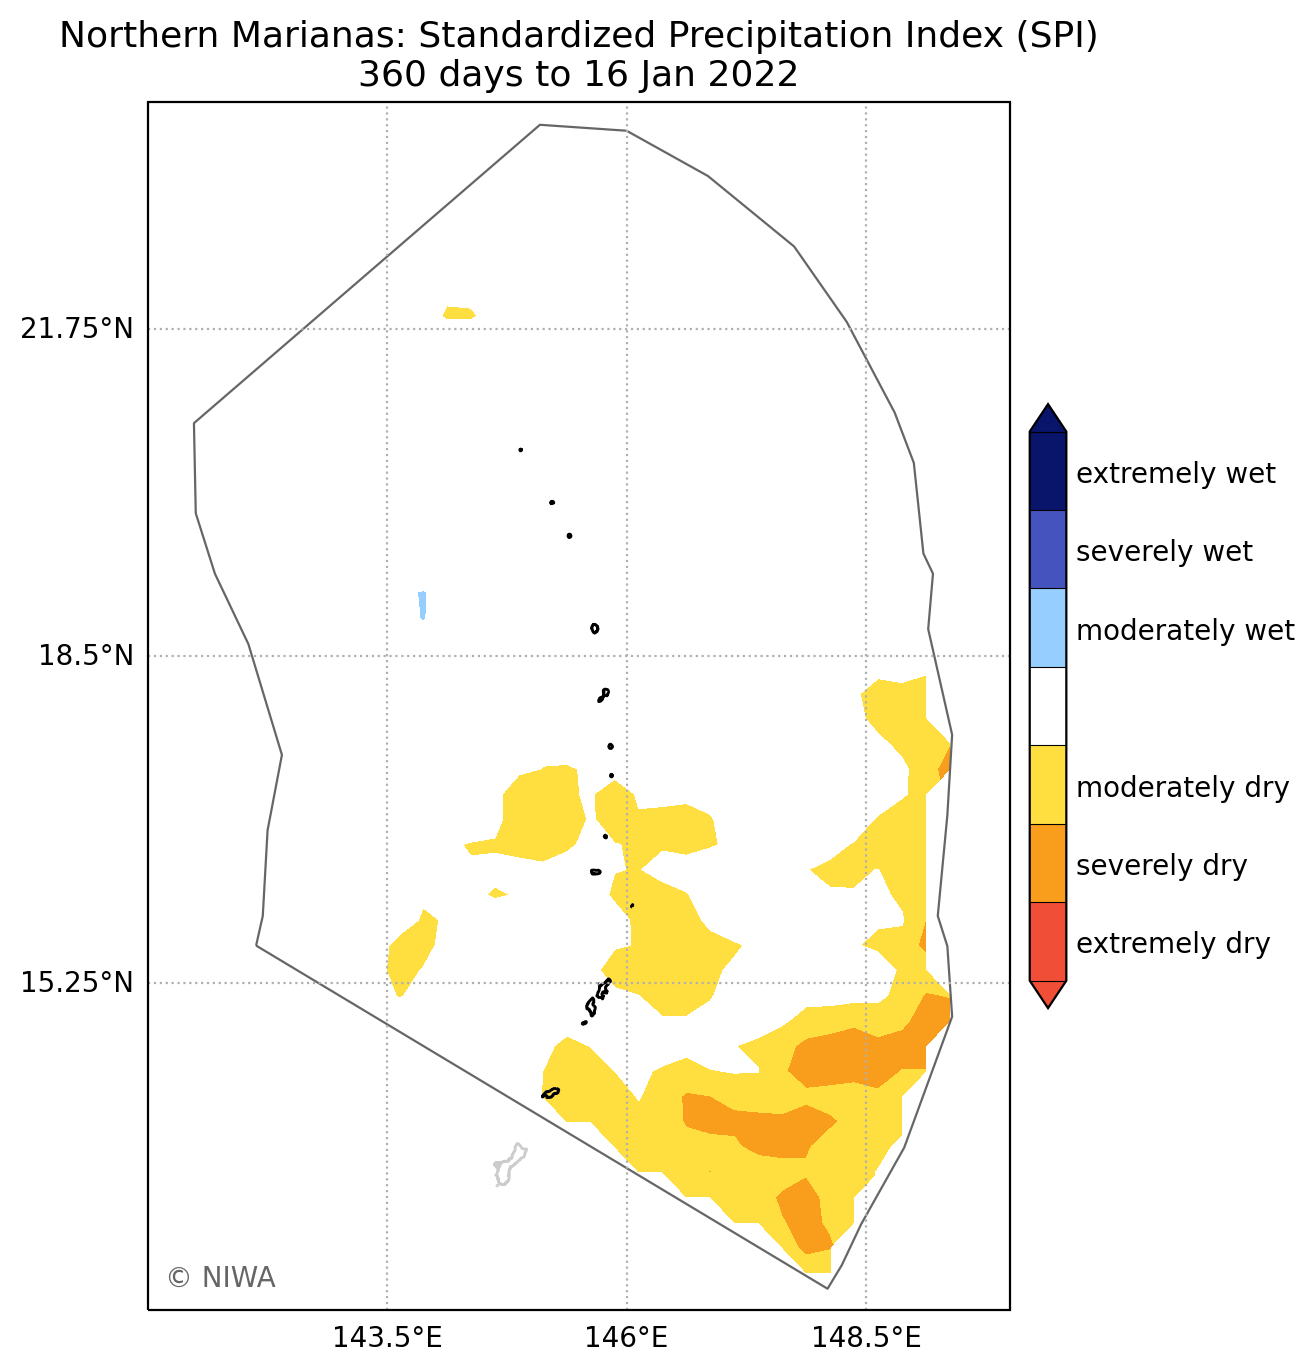 Northern Marianas: Standardized Precipitation Index (SPI)
360 days to 16 Jan 2022
21.75°N
18.5°N
15.25°N
143.5°E
146°E
148.5°E
extremely wet
severely wet
moderately wet
moderately dry
severely dry
extremely dry
© NIWA